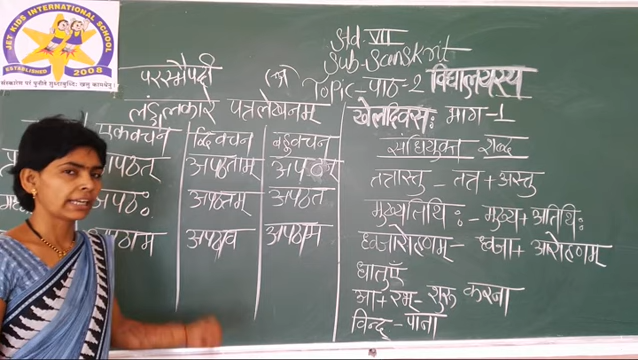 JET KIDS INTERNATIONAL SCHOOL
ESTABLISHED 2008
Std - VII
Sub - Sanskrit
Topic - पाठ - 2 विद्यालयस्य
खेलदिवसः भाग - 1
परस्मैपदी
लङ्लकारे पत्रलेखनम्
एकवचन द्विवचन बहुवचन
अपठत् अपठताम् अपठन्
अपठः अपठतम् अपठत
अपठाव अपठाम
संधियुक्त शब्द
तत्रास्तु - तत्र + अस्तु
मुख्यातिथिः - मुख्य + अतिथिः
ध्वजारोहणम् - ध्वजा + आरोहणम्
धातुएँ
आ + रम् - शुरू करना
विन्द् - पाना